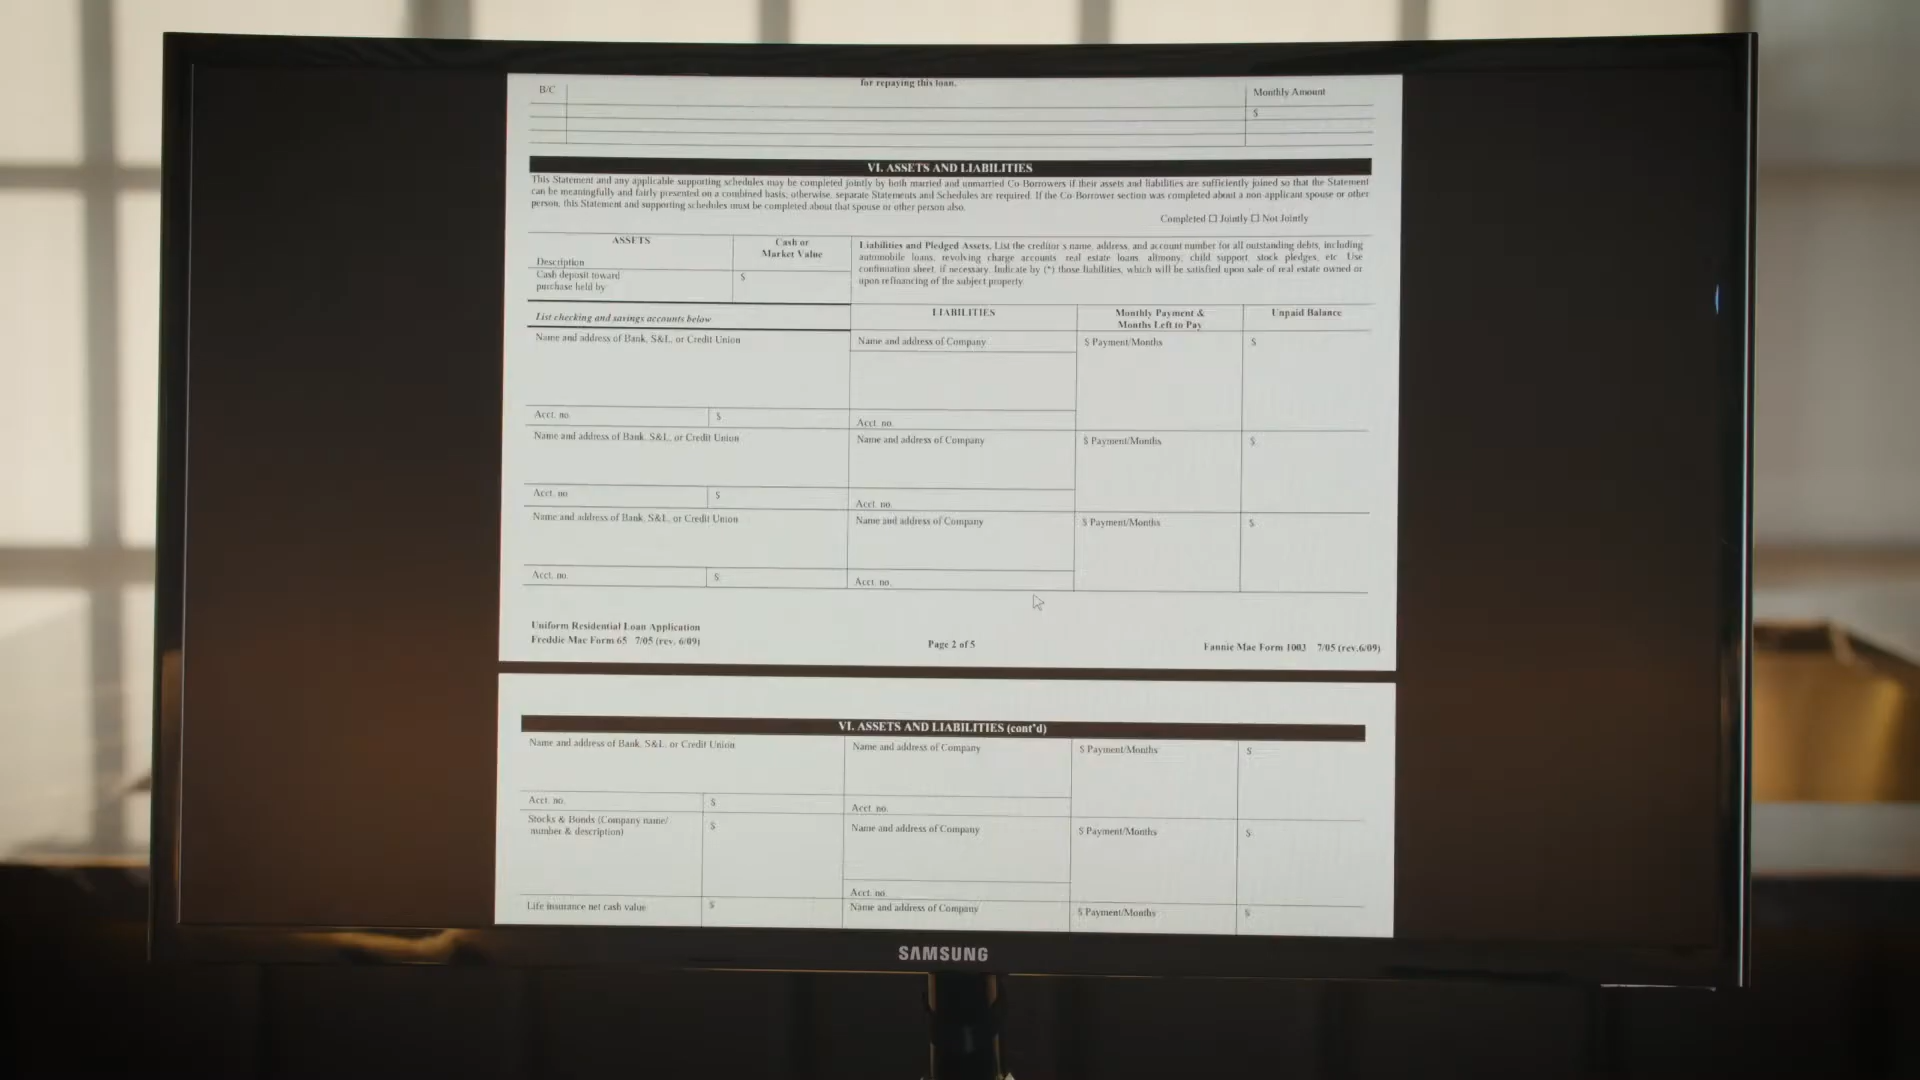 for repaying this loan.
B/C
Monthly Amount
$
VI. ASSETS AND LIABILITIES
This Statement and any applicable supporting schedules may be completed jointly by both married and unmarried Co-Borrowers if their assets and liabilities are sufficiently joined so that the Statement
can be meaningfully and fairly presented on a combined basis; otherwise, separate Statements and Schedules are required. If the Co-Borrower section was completed about a non-applicant spouse or other
person, this Statement and supporting schedules must be completed about that spouse or other person also.
Completed ☐ Jointly ☐ Not Jointly
ASSETS
Cash or
Market Value
Description
Cash deposit toward
purchase held by
$
Liabilities and Pledged Assets. List the creditor's name, address, and account number for all outstanding debts, including
automobile loans, revolving charge accounts, real estate loans, alimony, child support, stock pledges, etc. Use
continuation sheet, if necessary. Indicate by (*) those liabilities, which will be satisfied upon sale of real estate owned or
upon refinancing of the subject property.
List checking and savings accounts below
LIABILITIES
Monthly Payment &
Months Left to Pay
Unpaid Balance
Name and address of Bank, S&L, or Credit Union
Name and address of Company
$ Payment/Months
$
Acct. no.
$
Acct. no.
Name and address of Bank, S&L, or Credit Union
Name and address of Company
$ Payment/Months
$
Acct. no.
$
Acct. no.
Name and address of Bank, S&L, or Credit Union
Name and address of Company
$ Payment/Months
$
Acct. no.
$
Acct. no.
Uniform Residential Loan Application
Freddie Mac Form 65 7/05 (rev. 6/09)
Page 2 of 5
Fannie Mae Form 1003 7/05 (rev.6/09)
VI. ASSETS AND LIABILITIES (cont'd)
Name and address of Bank, S&L, or Credit Union
Name and address of Company
$ Payment/Months
$
Acct. no.
$
Acct. no.
Stocks & Bonds (Company name/
number & description)
$
Name and address of Company
$ Payment/Months
$
Acct. no.
Life insurance net cash value
$
Name and address of Company
$ Payment/Months
$
SAMSUNG